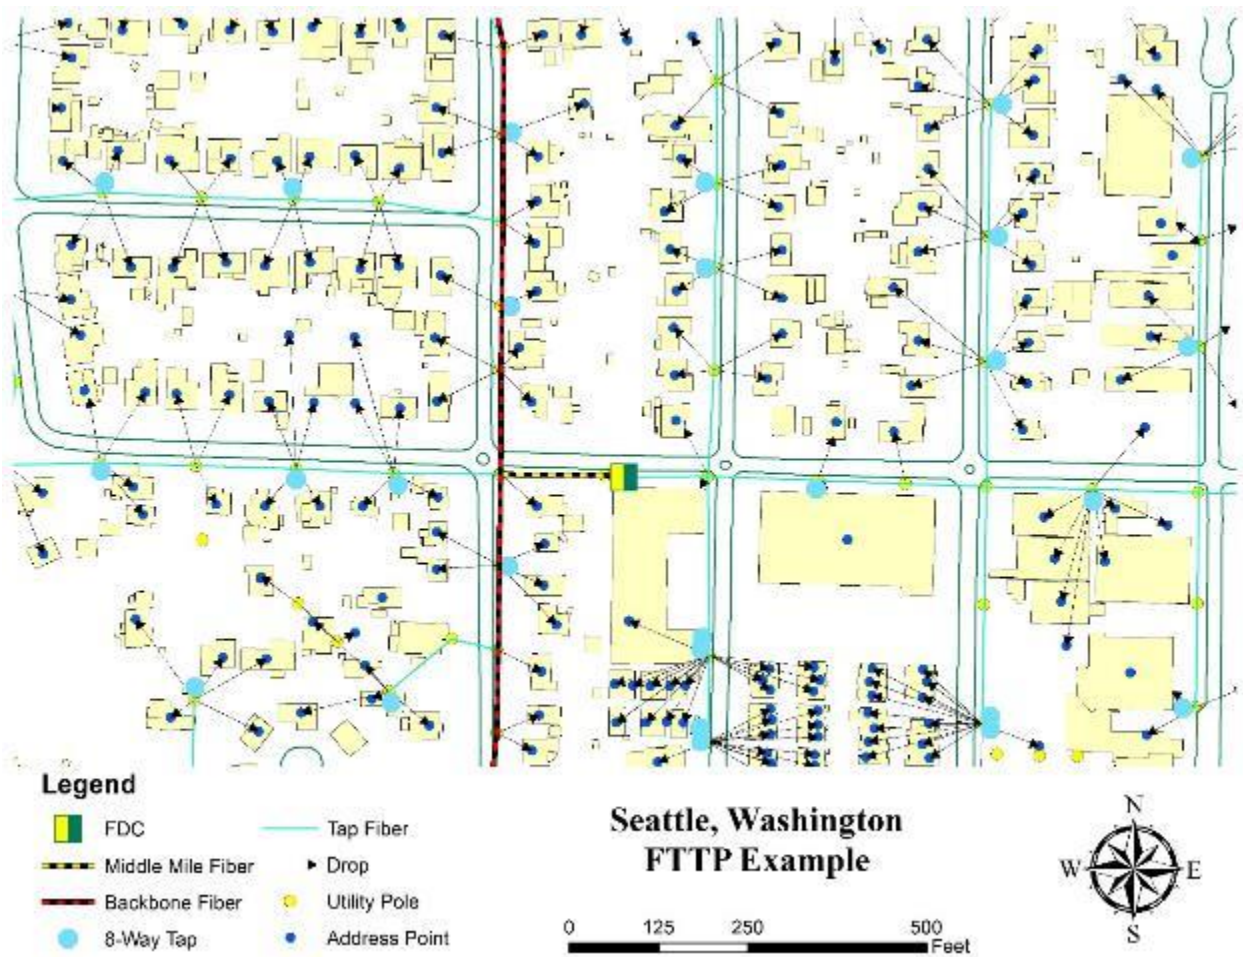 Legend
FDC
Tap Fiber
Middle Mile Fiber
Drop
Backbone Fiber
Utility Pole
8-Way Tap
Address Point
Seattle, Washington
FTTP Example
0 125 250 500
Feet
N
W E
S